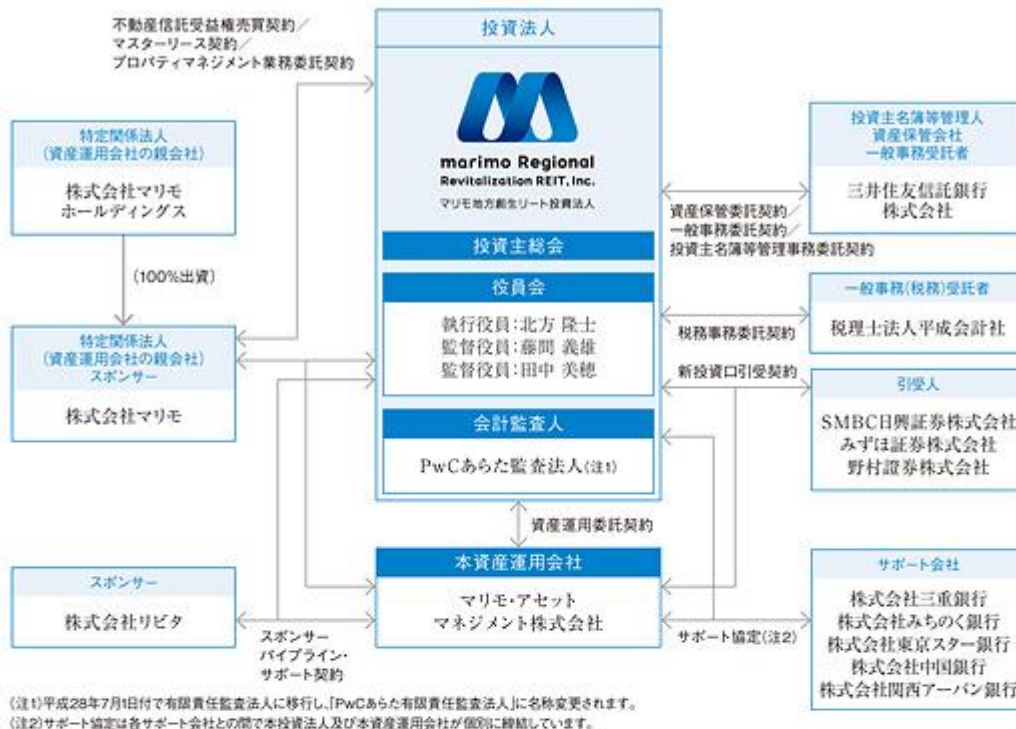 不動産信託受益権売買契約／
マスターリース契約／
プロパティマネジメント業務委託契約
特定関係法人
(資産運用会社の親会社)
株式会社マリモ
ホールディングス
(100%出資)
特定関係法人
(資産運用会社の親会社)
スポンサー
株式会社マリモ
スポンサー
株式会社リビタ
スポンサー
パイプライン・
サポート契約
投資法人
marimo Regional
Revitalization REIT, Inc.
マリモ地方創生リート投資法人
投資主総会
役員会
執行役員:北方 隆士
監督役員:藤間 義雄
監督役員:田中 美穂
会計監査人
PwCあらた監査法人(注1)
資産運用委託契約
本資産運用会社
マリモ・アセット
マネジメント株式会社
投資主名簿等管理人
資産保管会社
一般事務受託者
三井住友信託銀行
株式会社
資産保管委託契約／
一般事務委託契約／
投資主名簿等管理事務委託契約
一般事務(税務)受託者
税理士法人平成会計社
税務事務委託契約
新投資口引受契約
引受人
SMBC日興証券株式会社
みずほ証券株式会社
野村證券株式会社
サポート会社
株式会社三重銀行
株式会社みちのく銀行
株式会社東京スター銀行
株式会社中国銀行
株式会社関西アーバン銀行
サポート協定(注2)
(注1)平成28年7月1日付で有限責任監査法人に移行し、「PwCあらた有限責任監査法人」に名称変更されます。
(注2)サポート協定は各サポート会社との間で本投資法人及び本資産運用会社が個別に締結しています。